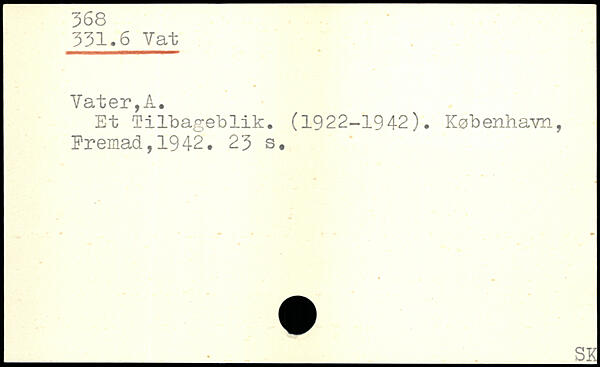 368
331.6 Vat
Vater,A.
Et Tilbageblik. (1922-1942). København,
Fremad,1942. 23 s.
SK